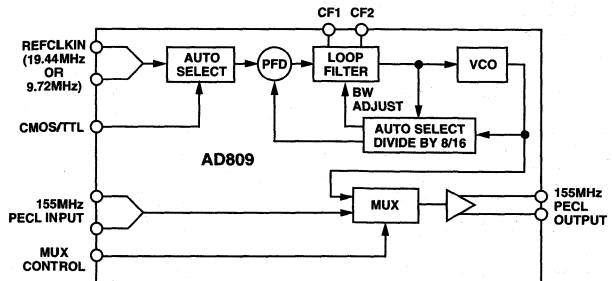 CF1 CF2
REFCLKIN
(19.44MHz
OR
9.72MHz)
AUTO
SELECT
PFD
LOOP
FILTER
VCO
BW
ADJUST
CMOS/TTL
AUTO SELECT
DIVIDE BY 8/16
AD809
155MHz
PECL INPUT
MUX
155MHz
PECL
OUTPUT
MUX
CONTROL